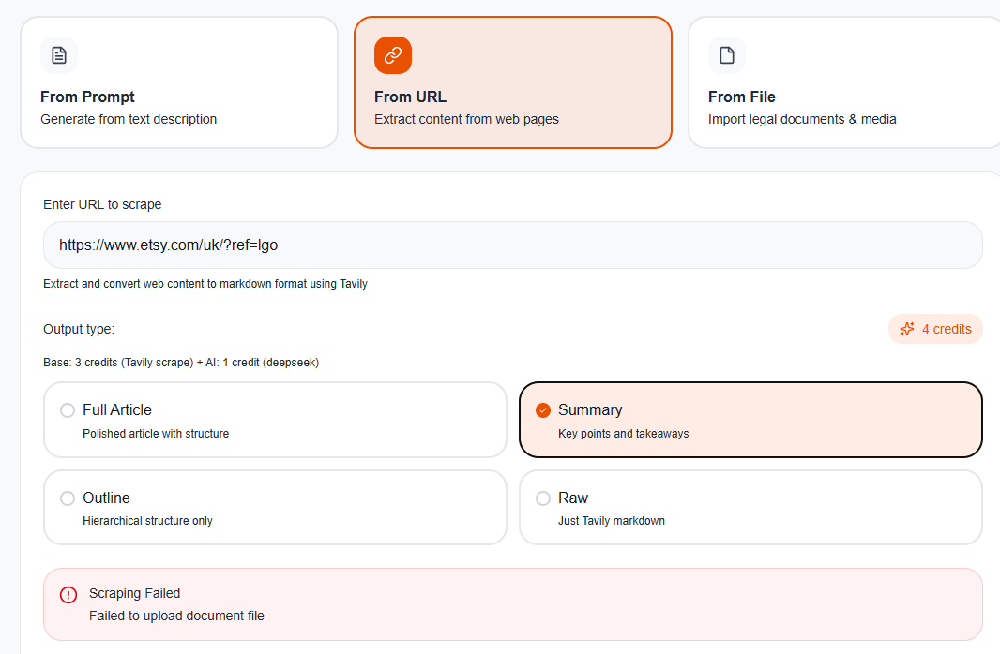 From Prompt
Generate from text description
From URL
Extract content from web pages
From File
Import legal documents & media
Enter URL to scrape
https://www.etsy.com/uk/?ref=lgo
Extract and convert web content to markdown format using Tavily
Output type:
4 credits
Base: 3 credits (Tavily scrape) + AI: 1 credit (deepseek)
Full Article
Polished article with structure
Summary
Key points and takeaways
Outline
Hierarchical structure only
Raw
Just Tavily markdown
Scraping Failed
Failed to upload document file